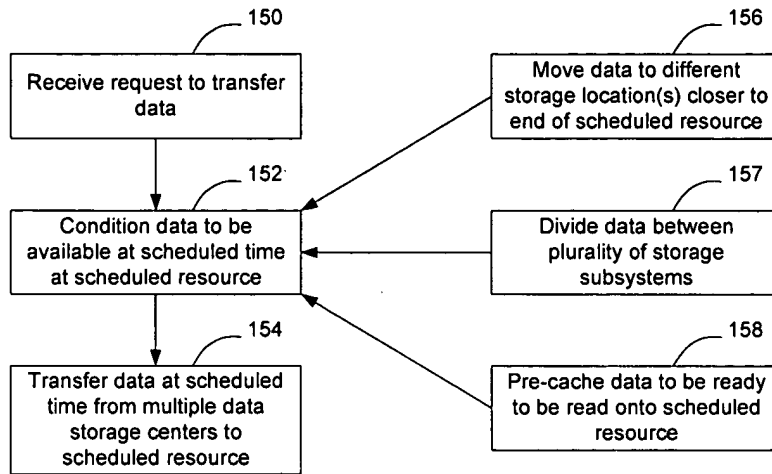 150
Receive request to transfer
data
152
Condition data to be
available at scheduled time
at scheduled resource
154
Transfer data at scheduled
time from multiple data
storage centers to
scheduled resource
156
Move data to different
storage location(s) closer to
end of scheduled resource
157
Divide data between
plurality of storage
subsystems
158
Pre-cache data to be ready
to be read onto scheduled
resource